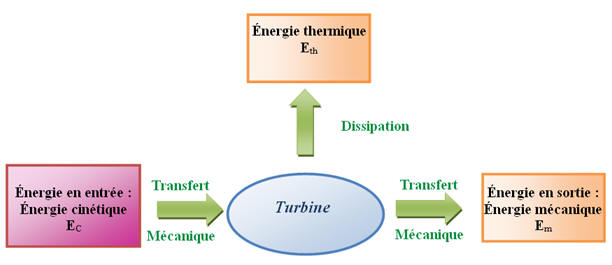 Énergie thermique
Eth
Dissipation
Énergie en entrée :
Énergie cinétique
EC
Transfert
Mécanique
Turbine
Transfert
Mécanique
Énergie en sortie :
Énergie mécanique
Em